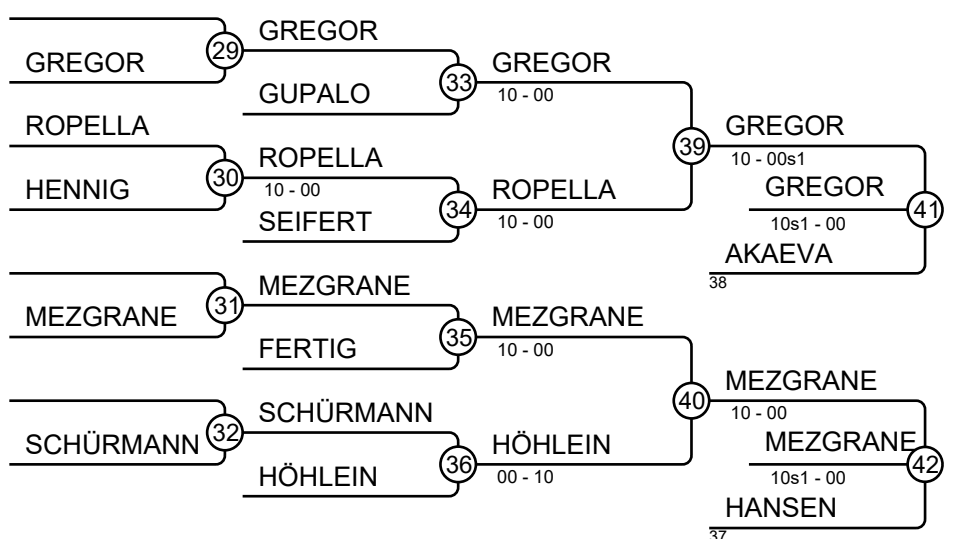 GREGOR
29
GREGOR
GUPALO
33
GREGOR
10 - 00
ROPELLA
HENNIG
30
ROPELLA
10 - 00
SEIFERT
34
ROPELLA
10 - 00
39
GREGOR
10 - 00s1
GREGOR
10s1 - 00
41
AKAEVA
38
MEZGRANE
31
MEZGRANE
FERTIG
35
MEZGRANE
10 - 00
SCHÜRMANN
32
SCHÜRMANN
HÖHLEIN
36
HÖHLEIN
00 - 10
40
MEZGRANE
10 - 00
MEZGRANE
10s1 - 00
42
HANSEN
37